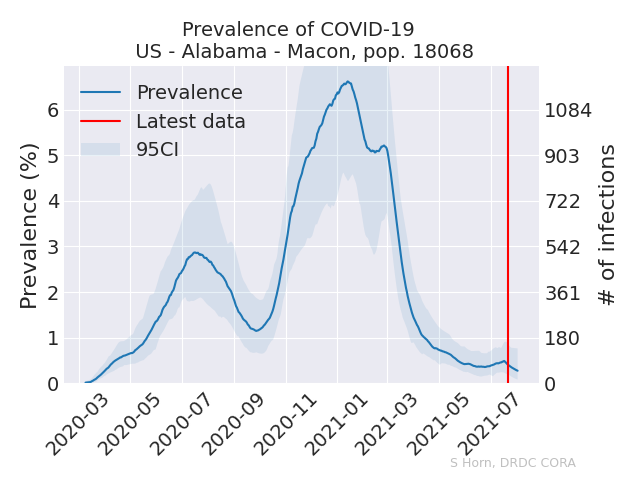 Prevalence of COVID-19
US - Alabama - Macon, pop. 18068
Prevalence
Latest data
95CI
Prevalence (%)
6
5
4
3
2
1
0
1084
903
722
542
361
180
0
# of infections
2020-03
2020-05
2020-07
2020-09
2020-11
2021-01
2021-03
2021-05
2021-07
S Horn, DRDC CORA